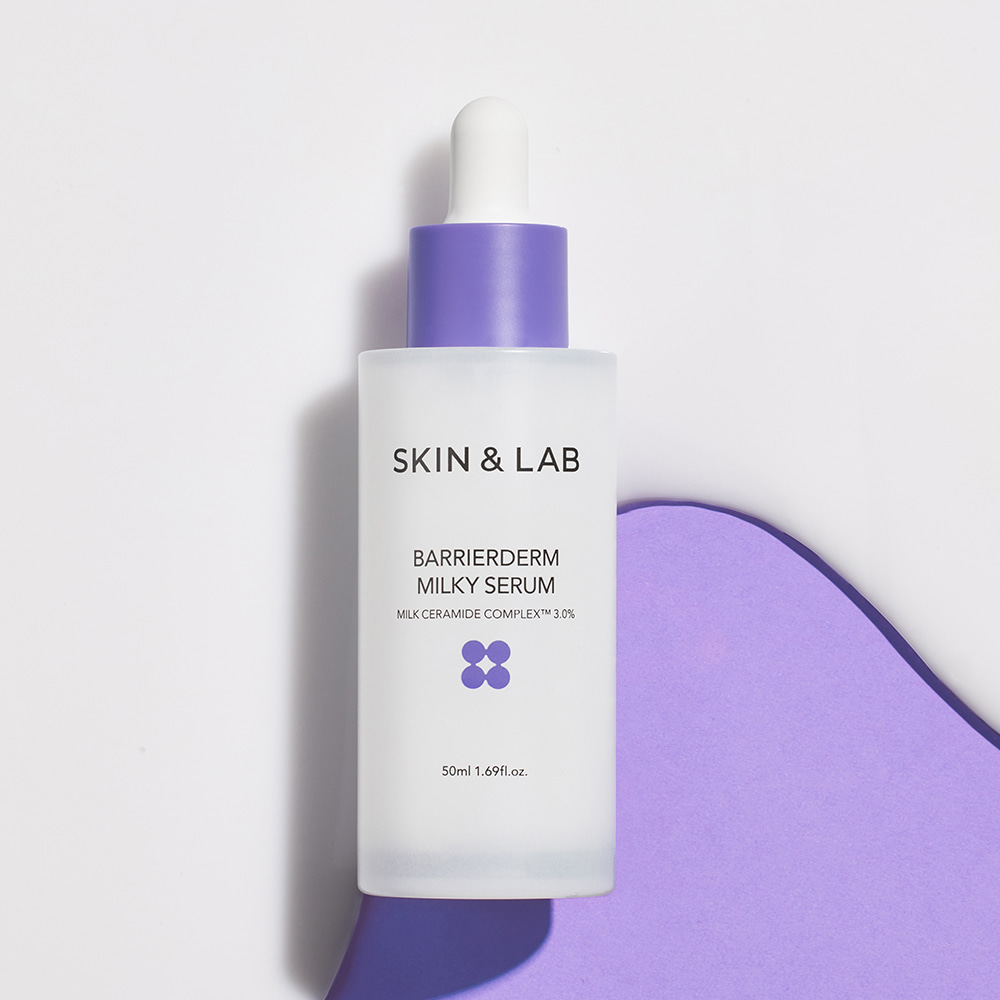 SKIN & LAB
BARRIERDERM
MILKY SERUM
MILK CERAMIDE COMPLEX™ 3.0%
50ml 1.69fl.oz.